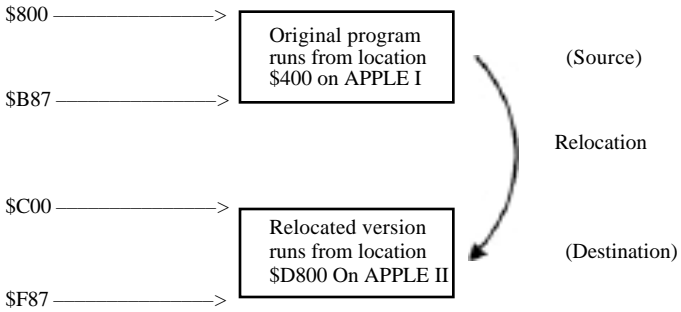 $800
Original program
runs from location
$400 on APPLE I
(Source)
$B87
Relocation
$C00
Relocated version
runs from location
$D800 On APPLE II
(Destination)
$F87